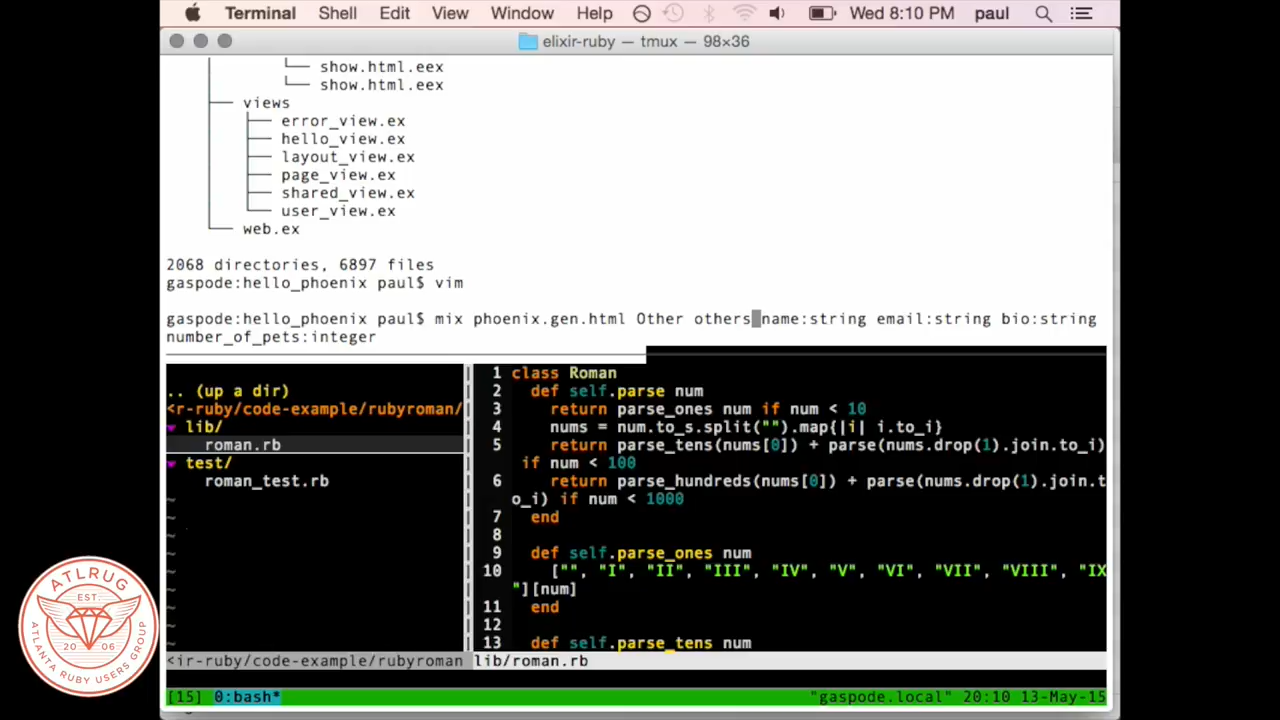 Terminal Shell Edit View Window Help Wed 8:10 PM paul
elixir-ruby — tmux — 98×36
│       └── show.html.eex
└── show.html.eex
├── views
│   ├── error_view.ex
│   ├── hello_view.ex
│   ├── layout_view.ex
│   ├── page_view.ex
│   ├── shared_view.ex
│   └── user_view.ex
└── web.ex
2068 directories, 6897 files
gaspode:hello_phoenix paul$ vim
gaspode:hello_phoenix paul$ mix phoenix.gen.html Other others name:string email:string bio:string
number_of_pets:integer
.. (up a dir)
<r-ruby/code-example/rubyroman/
▼ lib/
roman.rb
▼ test/
roman_test.rb
~
~
~
~
~
~
~
~
~
<ir-ruby/code-example/rubyroman
1 class Roman
2   def self.parse num
3     return parse_ones num if num < 10
4     nums = num.to_s.split("").map{|i| i.to_i}
5     return parse_tens(nums[0]) + parse(nums.drop(1).join.to_i)
if num < 100
6     return parse_hundreds(nums[0]) + parse(nums.drop(1).join.t
o_i) if num < 1000
7   end
8
9   def self.parse_ones num
10     ["", "I", "II", "III", "IV", "V", "VI", "VII", "VIII", "IX
"][num]
11   end
12
13   def self.parse_tens num
lib/roman.rb
[15] 0:bash* "gaspode.local" 20:10 13-May-15
ATLRUG
EST.
20 06
ATLANTA RUBY USERS GROUP